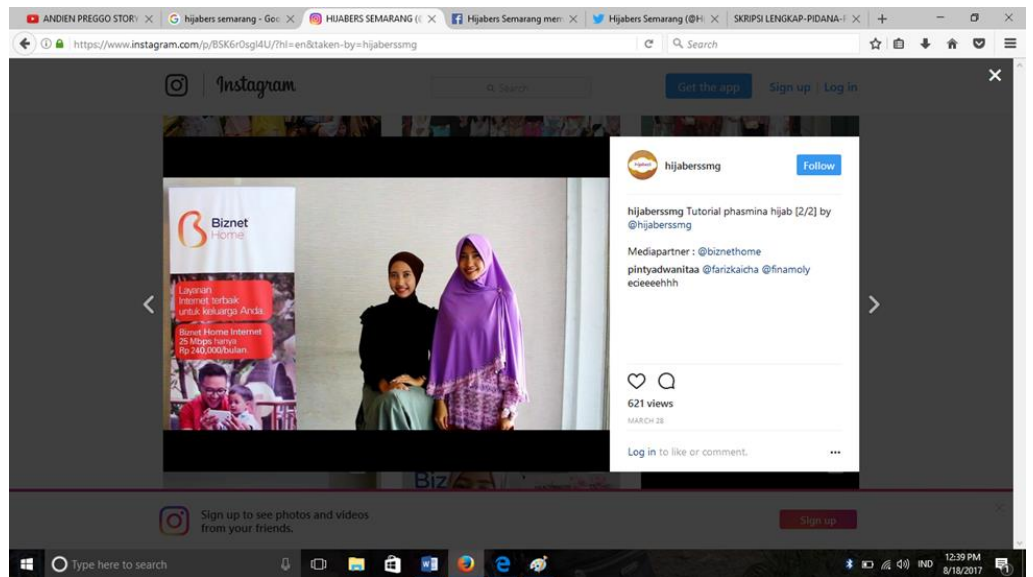 ANDIEN PREGGO STORY
hijabers semarang - Goo
HIJABERS SEMARANG (@
Hijabers Semarang mem
Hijabers Semarang (@Hi
SKRIPSI LENGKAP-PIDANA-F
https://www.instagram.com/p/BSK6r0sgl4U/?hl=en&taken-by=hijaberssmg
Search
Instagram
Search
Get the app
Sign up | Log in
Biznet
Home
Layanan
Internet terbaik
untuk keluarga Anda.
Biznet Home Internet
25 Mbps hanya
Rp 240,000/bulan.
hijaberssmg
Follow
hijaberssmg Tutorial phasmina hijab [2/2] by
@hijaberssmg
Mediapartner : @biznethome
pintyadwanitaa @farizkaicha @finamoly
ecieeeehhh
621 views
MARCH 28
Log in to like or comment.
Biz
Sign up to see photos and videos
from your friends.
Sign up
Type here to search
IND
12:39 PM
8/18/2017